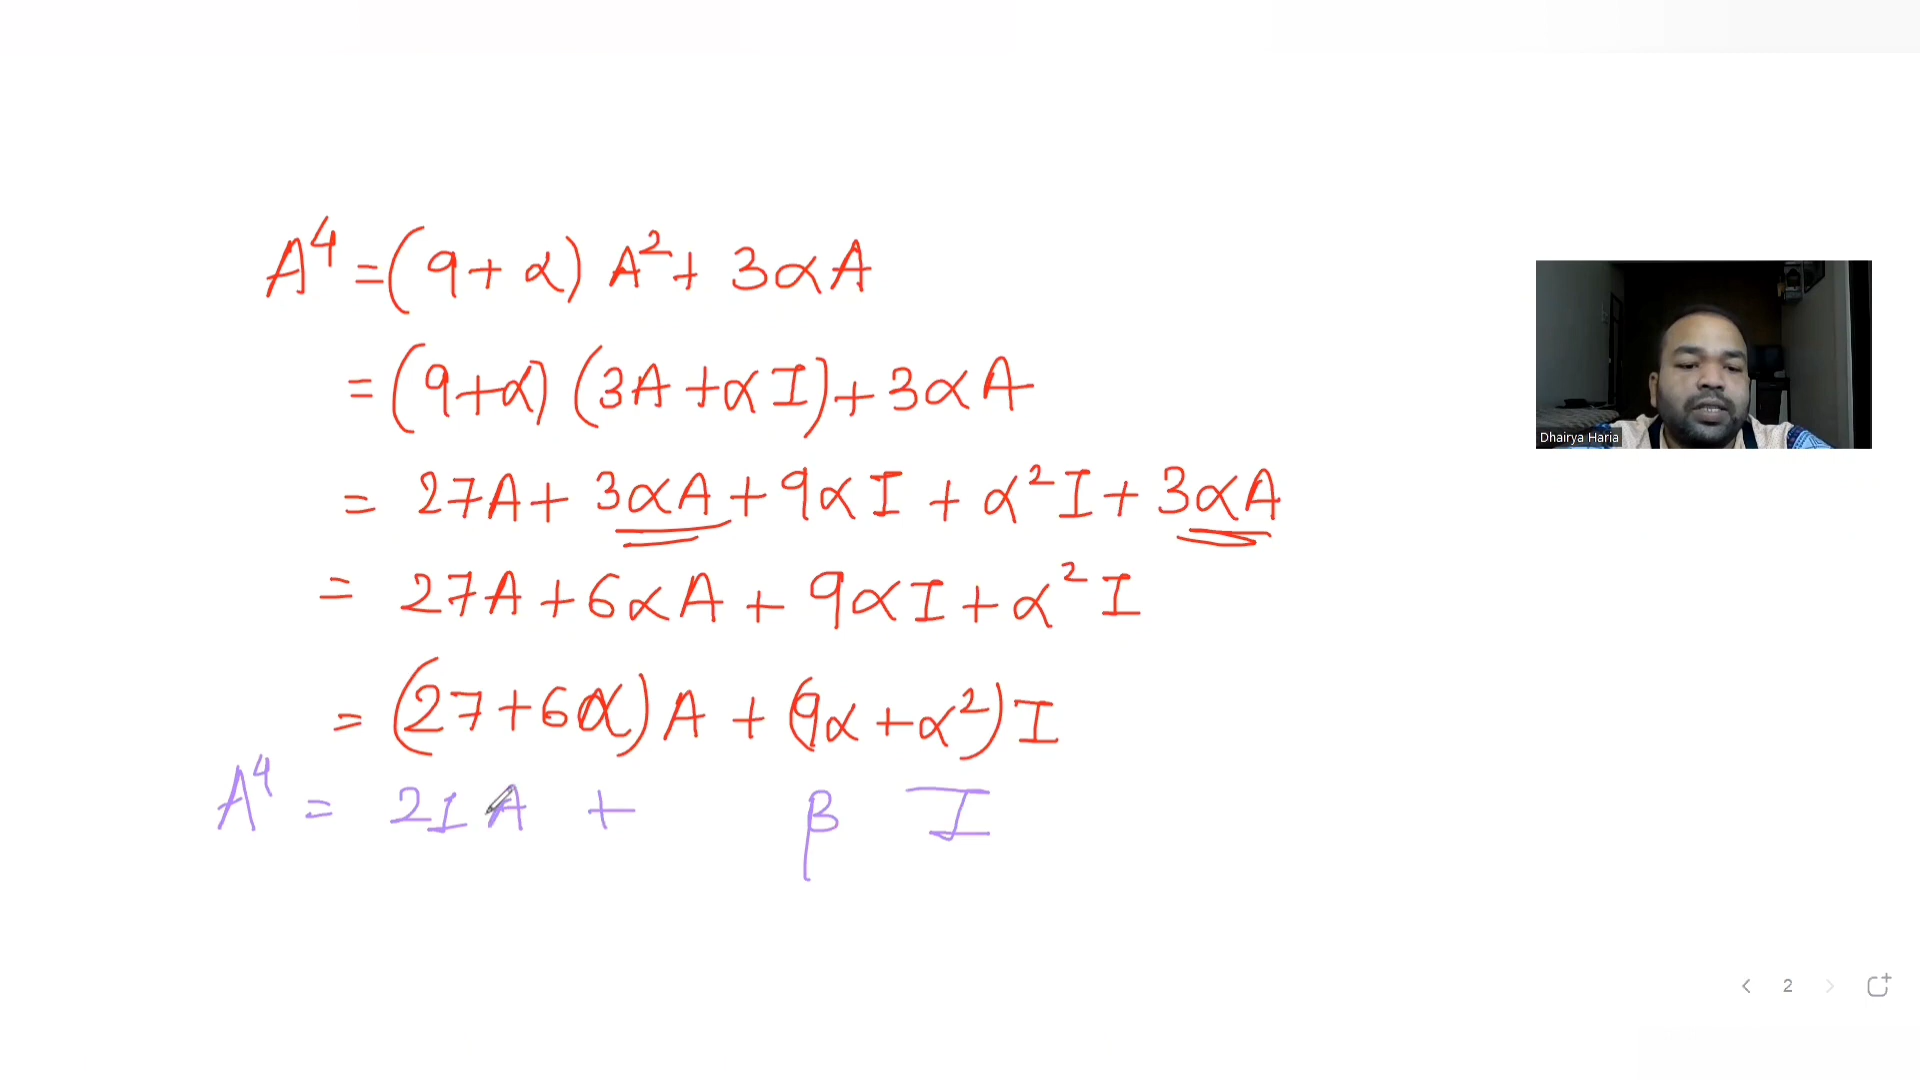 A⁴ = (9 + α) A² + 3αA
= (9+α) (3A + αI) + 3αA
= 27A + 3αA + 9αI + α²I + 3αA
= 27A + 6αA + 9αI + α²I
= (27+6α)A + (9α + α²)I
A⁴ = 21A + β I
Dhairya Haria
2